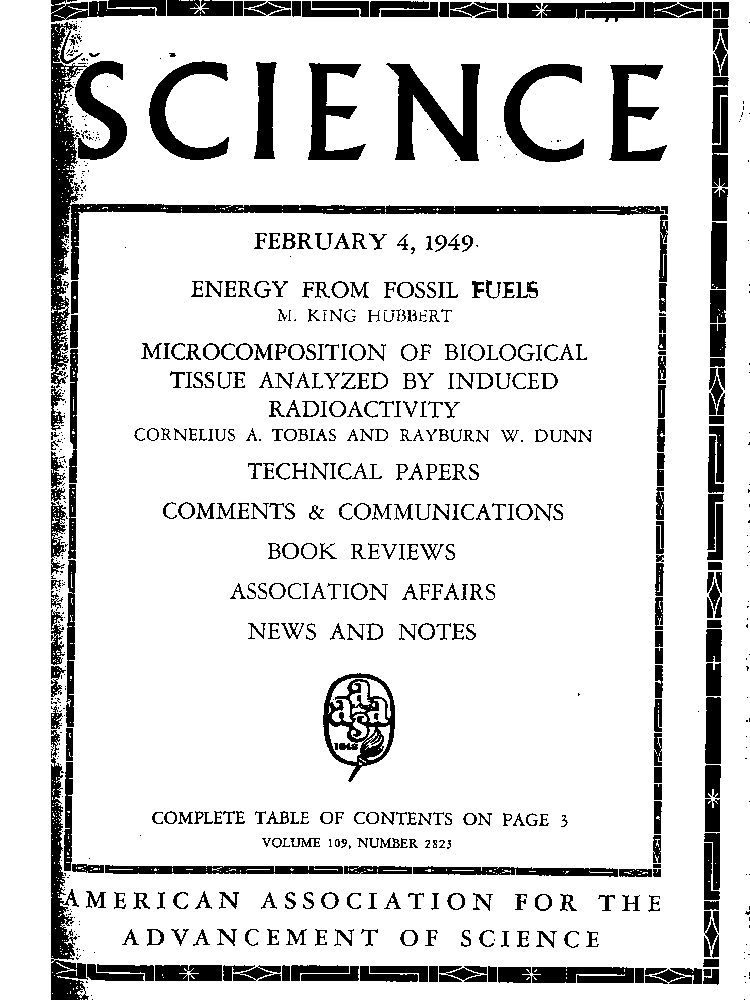 SCIENCE
FEBRUARY 4, 1949
ENERGY FROM FOSSIL FUELS
M. KING HUBBERT
MICROCOMPOSITION OF BIOLOGICAL
TISSUE ANALYZED BY INDUCED
RADIOACTIVITY
CORNELIUS A. TOBIAS AND RAYBURN W. DUNN
TECHNICAL PAPERS
COMMENTS & COMMUNICATIONS
BOOK REVIEWS
ASSOCIATION AFFAIRS
NEWS AND NOTES
a
a a
S
1848
COMPLETE TABLE OF CONTENTS ON PAGE 3
VOLUME 109, NUMBER 2823
AMERICAN ASSOCIATION FOR THE
ADVANCEMENT OF SCIENCE